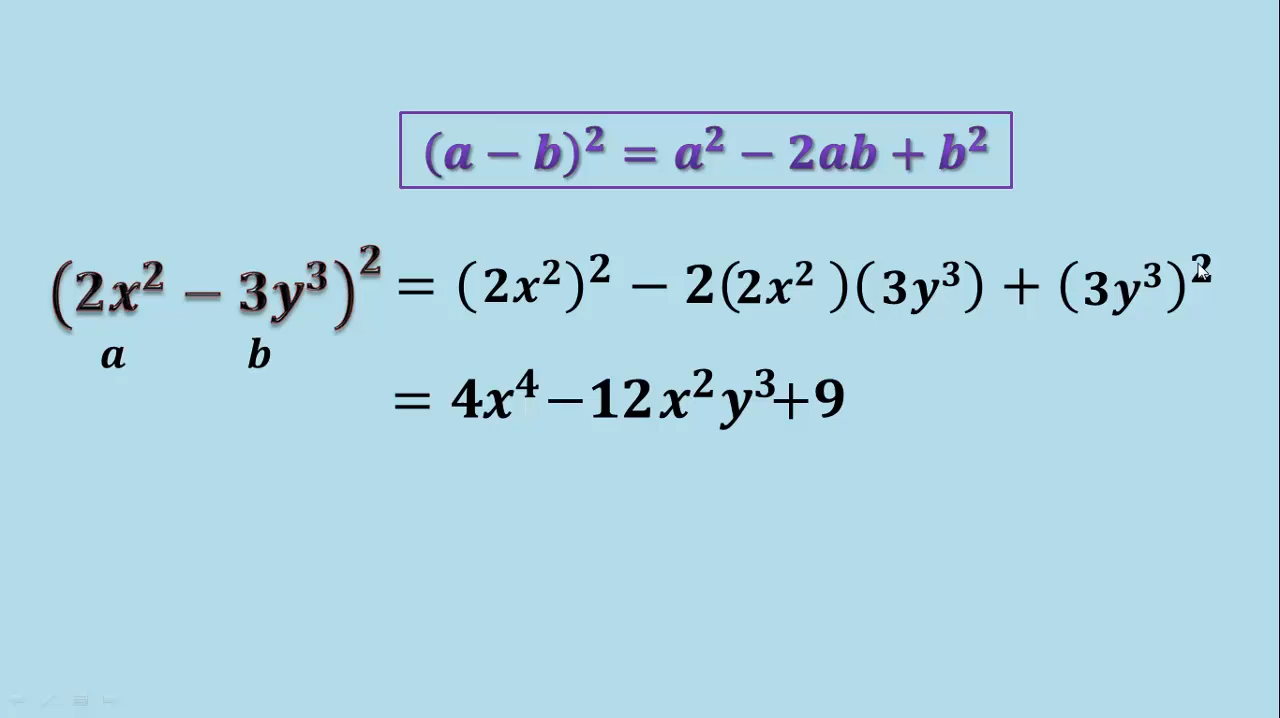 (a − b)² = a² − 2ab + b²
(2x² − 3y³)² = (2x²)² − 2(2x² )(3y³) + (3y³)²
a b
= 4x⁴ − 12x²y³ + 9